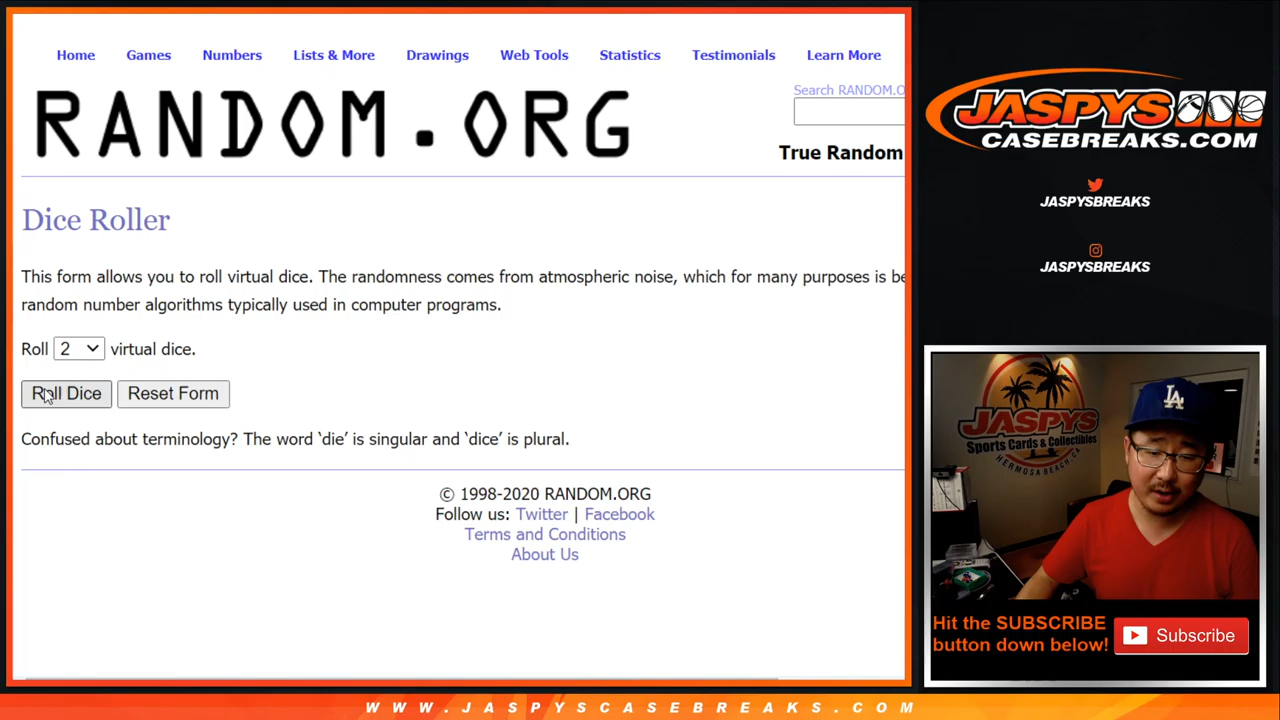 Home Games Numbers Lists & More Drawings Web Tools Statistics Testimonials Learn More
Search RANDOM.O
RANDOM.ORG
True Random
Dice Roller
This form allows you to roll virtual dice. The randomness comes from atmospheric noise, which for many purposes is be
random number algorithms typically used in computer programs.
Roll 2 virtual dice.
Roll Dice Reset Form
Confused about terminology? The word ‘die’ is singular and ‘dice’ is plural.
© 1998-2020 RANDOM.ORG
Follow us: Twitter | Facebook
Terms and Conditions
About Us
JASPYS
CASEBREAKS.COM
JASPYSBREAKS
JASPYSBREAKS
JASPYS
Sports Cards & Collectibles
HERMOSA BEACH, CA
LA
Hit the SUBSCRIBE
button down below!
Subscribe
WWW.JASPYSCASEBREAKS.COM